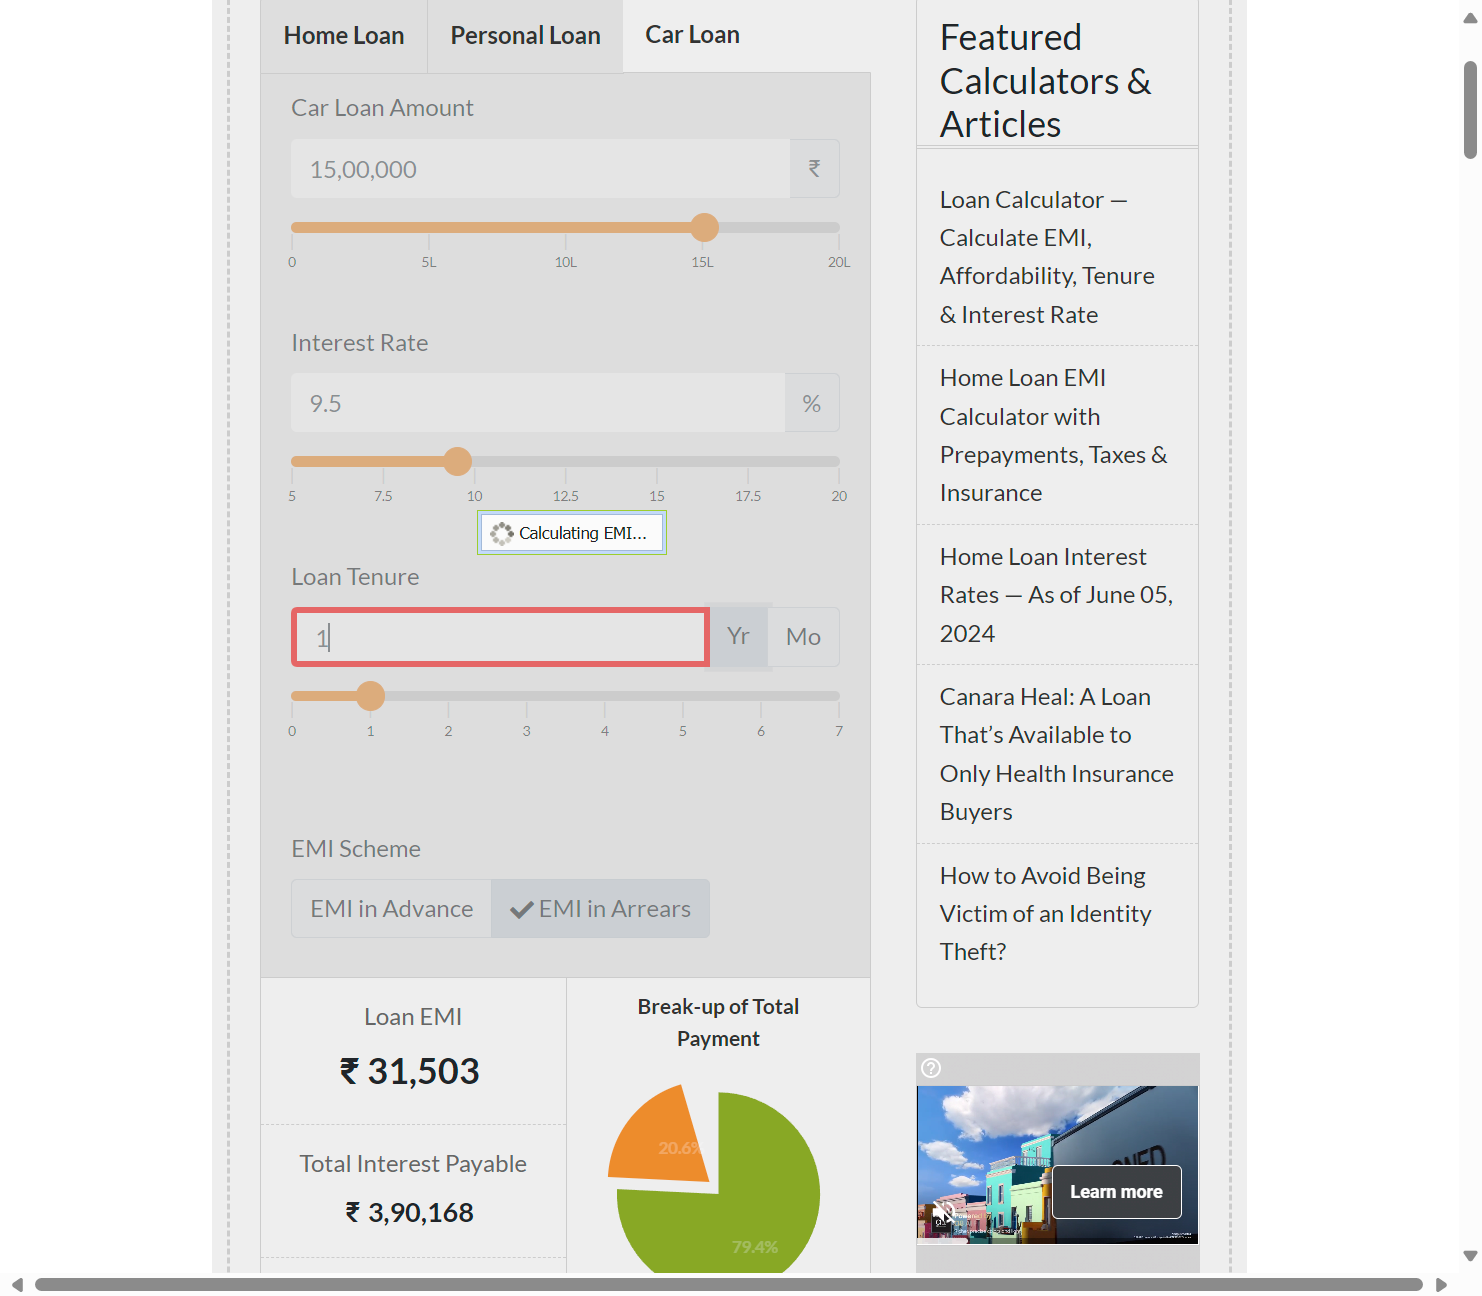 Home Loan
Personal Loan
Car Loan
Car Loan Amount
15,00,000
₹
0
5L
10L
15L
20L
Interest Rate
9.5
%
5
7.5
10
12.5
15
17.5
20
Calculating EMI...
Loan Tenure
1
Yr
Mo
0
1
2
3
4
5
6
7
EMI Scheme
EMI in Advance
EMI in Arrears
Loan EMI
₹ 31,503
Total Interest Payable
₹ 3,90,168
Break-up of Total
Payment
20.6%
79.4%
Featured
Calculators &
Articles
Loan Calculator —
Calculate EMI,
Affordability, Tenure
& Interest Rate
Home Loan EMI
Calculator with
Prepayments, Taxes &
Insurance
Home Loan Interest
Rates — As of June 05,
2024
Canara Heal: A Loan
That’s Available to
Only Health Insurance
Buyers
How to Avoid Being
Victim of an Identity
Theft?
Learn more